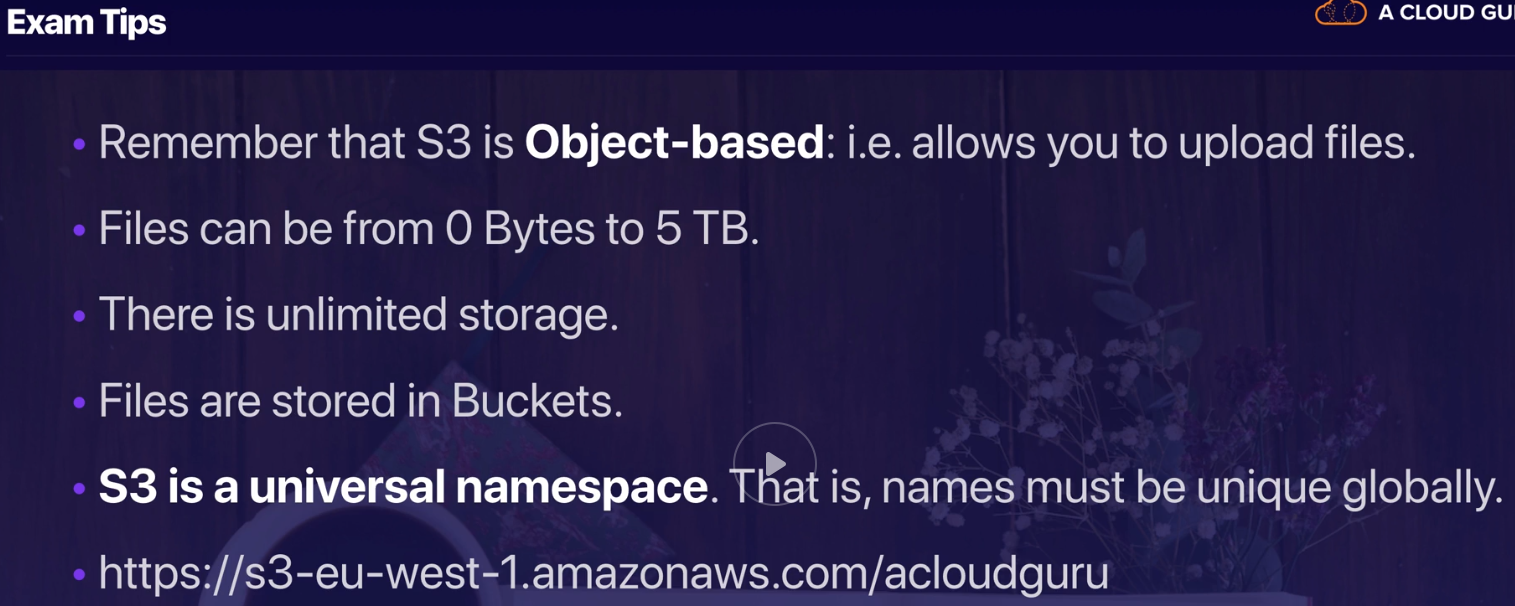 Exam Tips
A CLOUD GU
• Remember that S3 is Object-based: i.e. allows you to upload files.
• Files can be from 0 Bytes to 5 TB.
• There is unlimited storage.
• Files are stored in Buckets.
• S3 is a universal namespace. That is, names must be unique globally.
• https://s3-eu-west-1.amazonaws.com/acloudguru